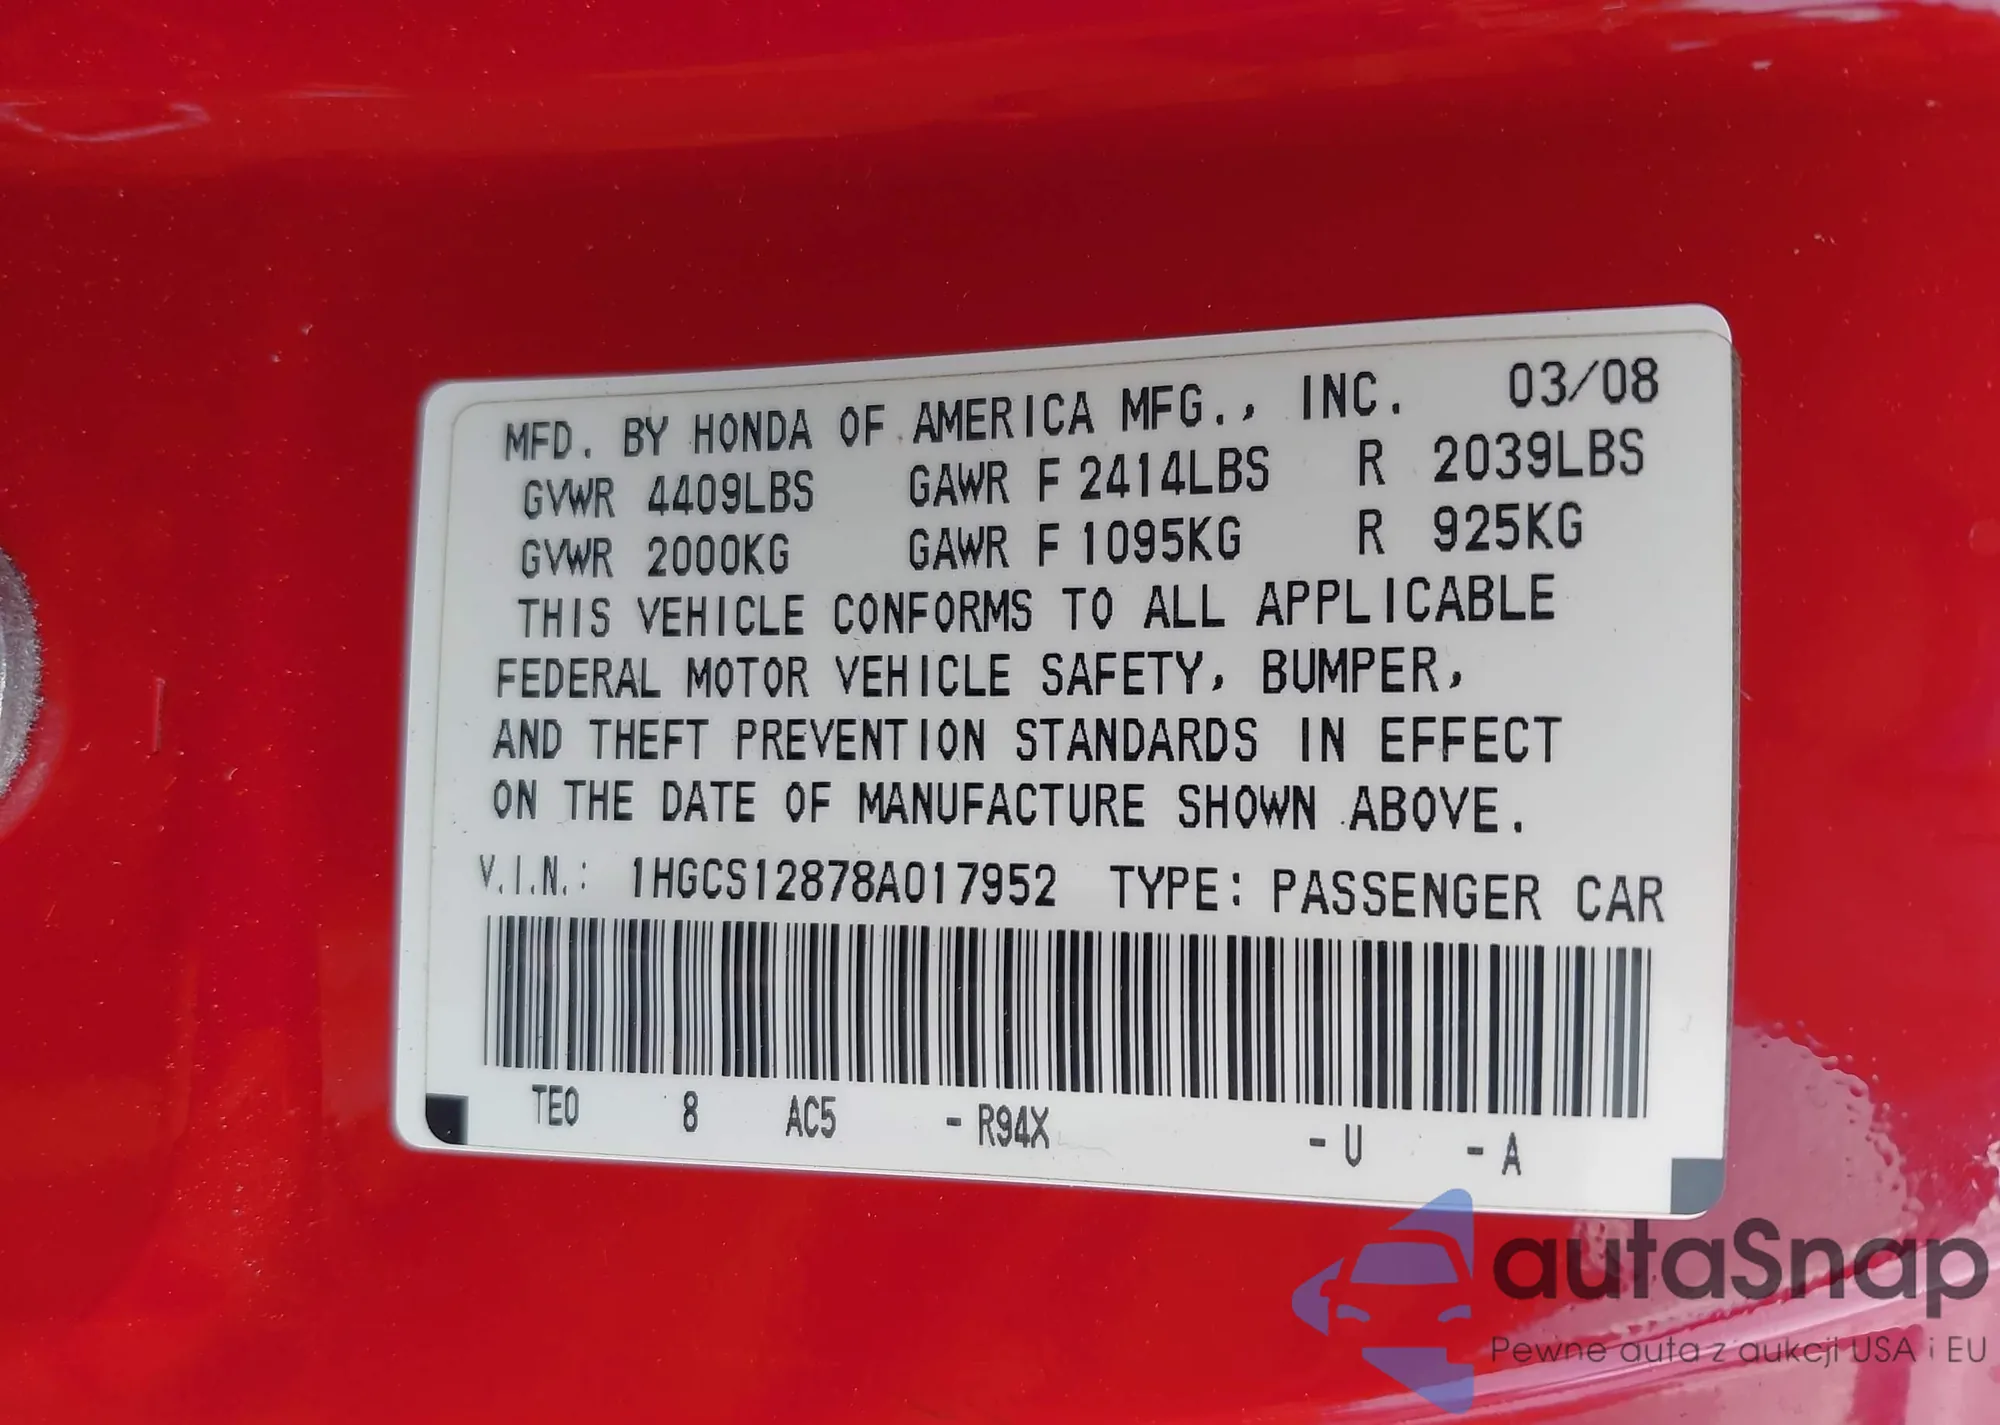 MFD. BY HONDA OF AMERICA MFG., INC. 03/08
GVWR 4409LBS GAWR F 2414LBS R 2039LBS
GVWR 2000KG GAWR F 1095KG R 925KG
THIS VEHICLE CONFORMS TO ALL APPLICABLE
FEDERAL MOTOR VEHICLE SAFETY, BUMPER,
AND THEFT PREVENTION STANDARDS IN EFFECT
ON THE DATE OF MANUFACTURE SHOWN ABOVE.
V.I.N.: 1HGCS12878A017952 TYPE: PASSENGER CAR
TE0 8 AC5 - R94X - U - A
autaSnap
Pewne auta z aukcji USA i EU